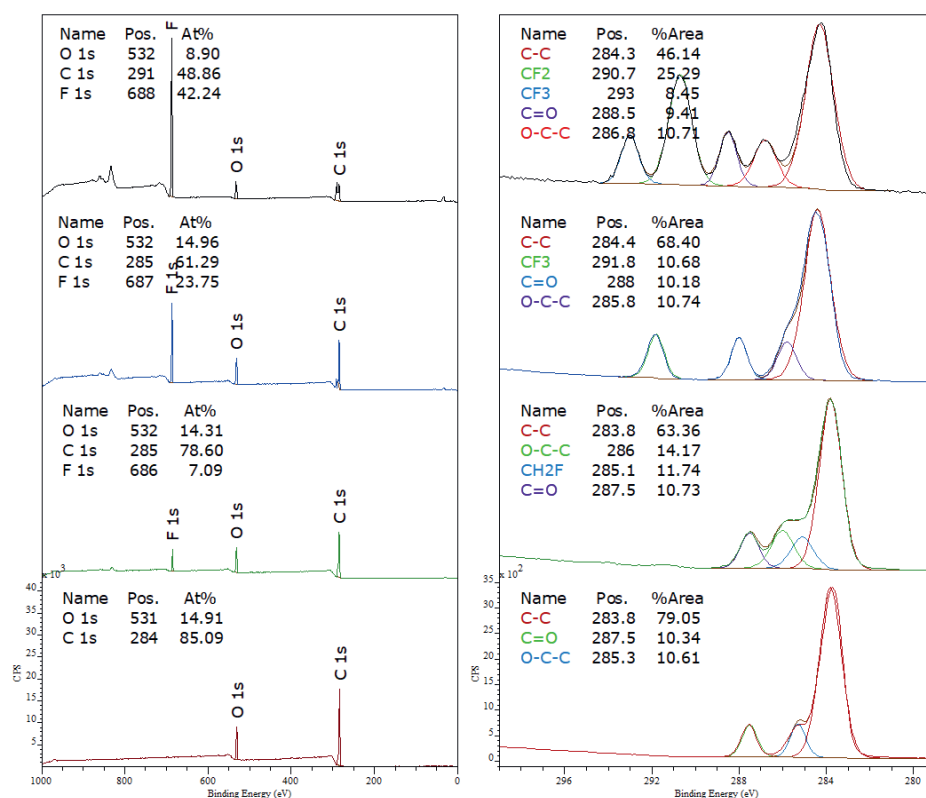 Name Pos. At%
O 1s 532 8.90
C 1s 291 48.86
F 1s 688 42.24
F
O 1s
C 1s
Name Pos. At%
O 1s 532 14.96
C 1s 285 61.29
F 1s 687 23.75
F 1s
O 1s
C 1s
Name Pos. At%
O 1s 532 14.31
C 1s 285 78.60
F 1s 686 7.09
F 1s
O 1s
C 1s
x 10^3
Name Pos. At%
O 1s 531 14.91
C 1s 284 85.09
O 1s
C 1s
40
35
30
25
20
15
10
5
CPS
1000 800 600 400 200 0
Binding Energy (eV)
Name Pos. %Area
C-C 284.3 46.14
CF2 290.7 25.29
CF3 293 8.45
C=O 288.5 9.41
O-C-C 286.8 10.71
Name Pos. %Area
C-C 284.4 68.40
CF3 291.8 10.68
C=O 288 10.18
O-C-C 285.8 10.74
Name Pos. %Area
C-C 283.8 63.36
O-C-C 286 14.17
CH2F 285.1 11.74
C=O 287.5 10.73
x 10^2
Name Pos. %Area
C-C 283.8 79.05
C=O 287.5 10.34
O-C-C 285.3 10.61
35
30
25
20
15
10
5
0
CPS
296 292 288 284 280
Binding Energy (eV)